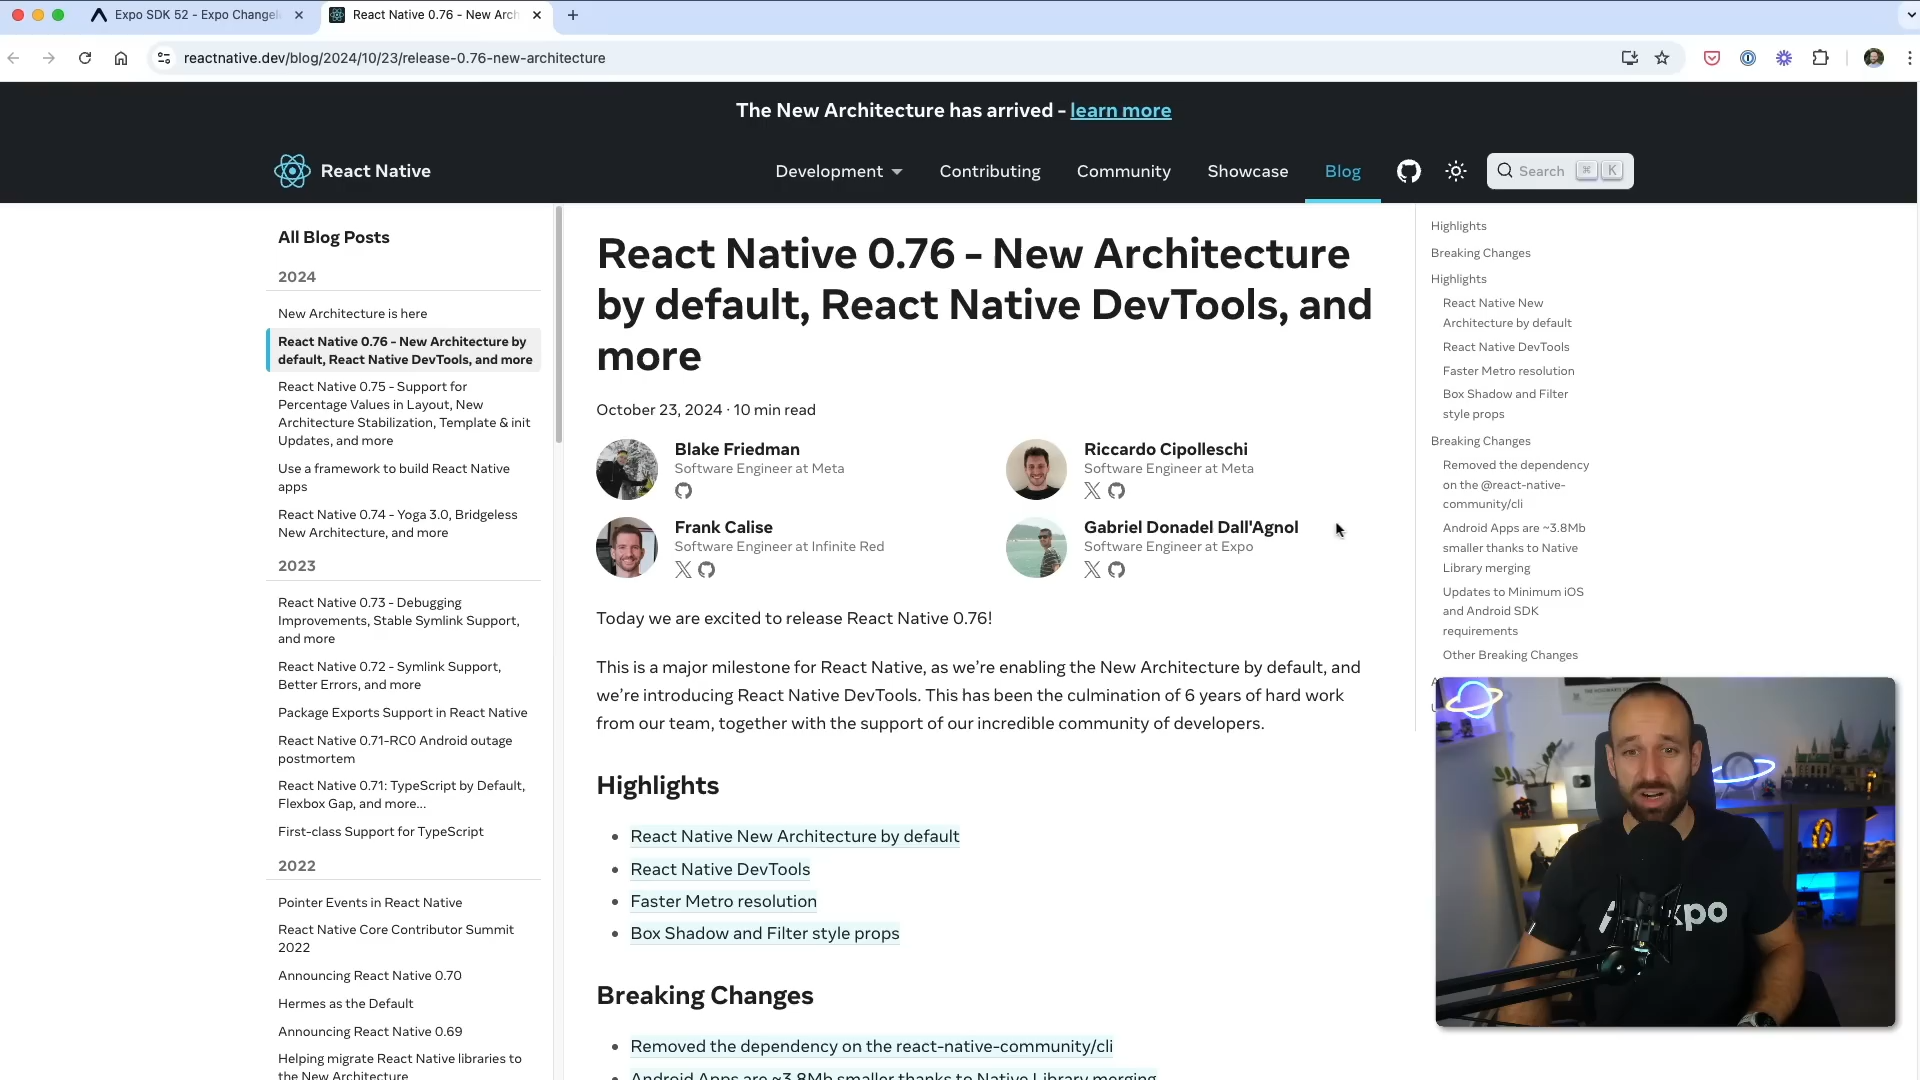 Expo SDK 52 - Expo Changel
React Native 0.76 - New Arch
reactnative.dev/blog/2024/10/23/release-0.76-new-architecture
The New Architecture has arrived - learn more
React Native
Development
Contributing
Community
Showcase
Blog
Search
⌘
K
All Blog Posts
2024
New Architecture is here
React Native 0.76 - New Architecture by
default, React Native DevTools, and more
React Native 0.75 - Support for
Percentage Values in Layout, New
Architecture Stabilization, Template & init
Updates, and more
Use a framework to build React Native
apps
React Native 0.74 - Yoga 3.0, Bridgeless
New Architecture, and more
2023
React Native 0.73 - Debugging
Improvements, Stable Symlink Support,
and more
React Native 0.72 - Symlink Support,
Better Errors, and more
Package Exports Support in React Native
React Native 0.71-RC0 Android outage
postmortem
React Native 0.71: TypeScript by Default,
Flexbox Gap, and more...
First-class Support for TypeScript
2022
Pointer Events in React Native
React Native Core Contributor Summit
2022
Announcing React Native 0.70
Hermes as the Default
Announcing React Native 0.69
Helping migrate React Native libraries to
the New Architecture
React Native 0.76 - New Architecture
by default, React Native DevTools, and
more
October 23, 2024 · 10 min read
Blake Friedman
Software Engineer at Meta
Riccardo Cipolleschi
Software Engineer at Meta
Frank Calise
Software Engineer at Infinite Red
Gabriel Donadel Dall'Agnol
Software Engineer at Expo
Today we are excited to release React Native 0.76!
This is a major milestone for React Native, as we’re enabling the New Architecture by default, and
we’re introducing React Native DevTools. This has been the culmination of 6 years of hard work
from our team, together with the support of our incredible community of developers.
Highlights
React Native New Architecture by default
React Native DevTools
Faster Metro resolution
Box Shadow and Filter style props
Breaking Changes
Removed the dependency on the react-native-community/cli
Android Apps are ~3.8Mb smaller thanks to Native Library merging
Highlights
Breaking Changes
Highlights
React Native New
Architecture by default
React Native DevTools
Faster Metro resolution
Box Shadow and Filter
style props
Breaking Changes
Removed the dependency
on the @react-native-
community/cli
Android Apps are ~3.8Mb
smaller thanks to Native
Library merging
Updates to Minimum iOS
and Android SDK
requirements
Other Breaking Changes